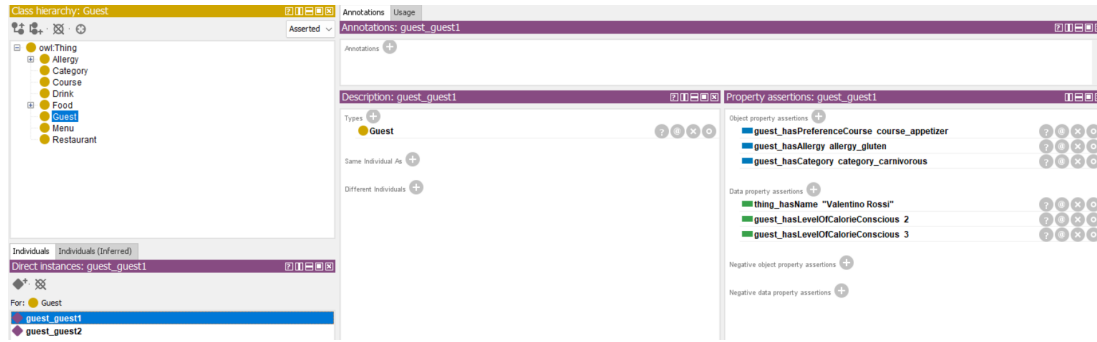 Class hierarchy: Guest
Asserted
owl:Thing
Allergy
Category
Course
Drink
Food
Guest
Menu
Restaurant
Individuals Individuals (Inferred)
Direct instances: guest_guest1
For: Guest
guest_guest1
guest_guest2
Annotations Usage
Annotations: guest_guest1
Annotations
Description: guest_guest1
Types
Guest
Same Individual As
Different Individuals
Property assertions: guest_guest1
Object property assertions
guest_hasPreferenceCourse course_appetizer
guest_hasAllergy allergy_gluten
guest_hasCategory category_carnivorous
Data property assertions
thing_hasName "Valentino Rossi"
guest_hasLevelOfCalorieConscious 2
guest_hasLevelOfCalorieConscious 3
Negative object property assertions
Negative data property assertions